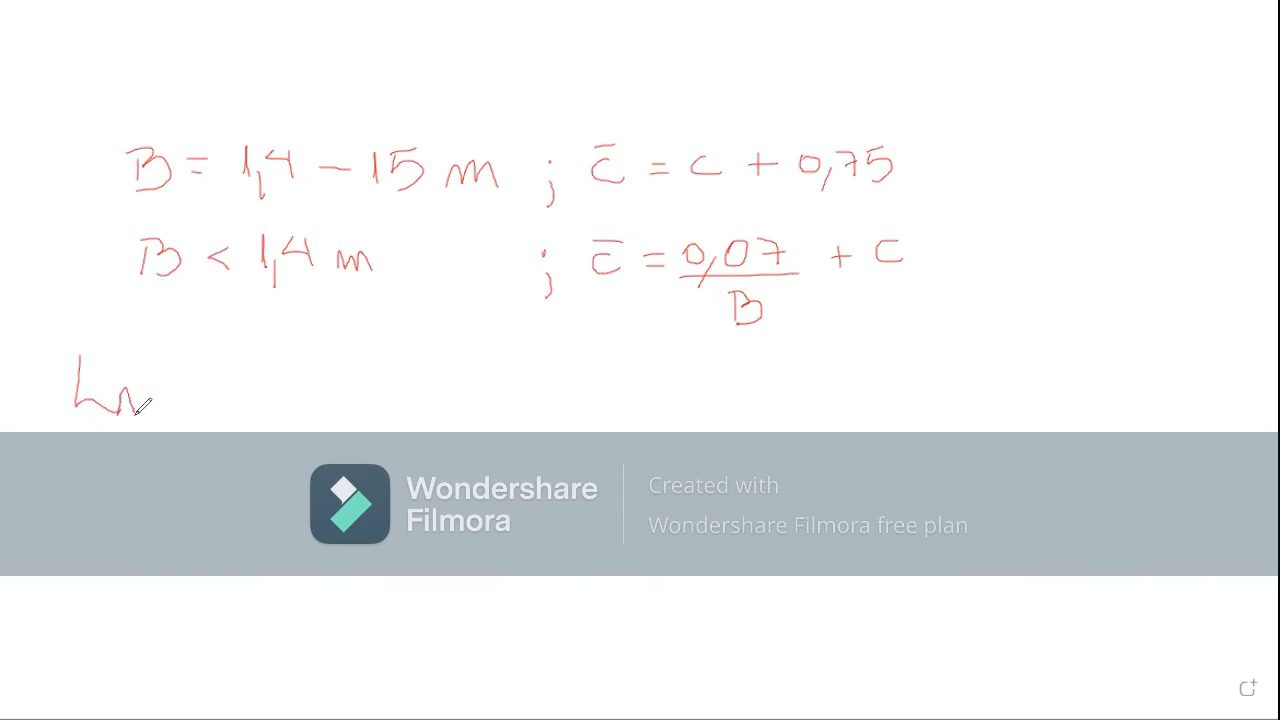 B = 1,4 - 15 m ; c̄ = c + 0,75
B < 1,4 m ; c̄ = 0,07/B + c
Wondershare Filmora
Created with
Wondershare Filmora free plan